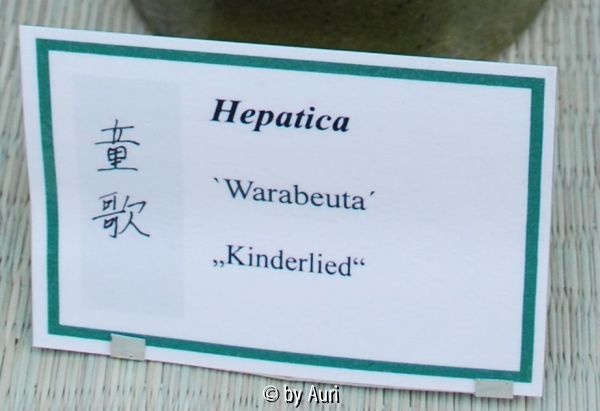 童歌
Hepatica
`Warabeuta´
„Kinderlied“
© by Auri